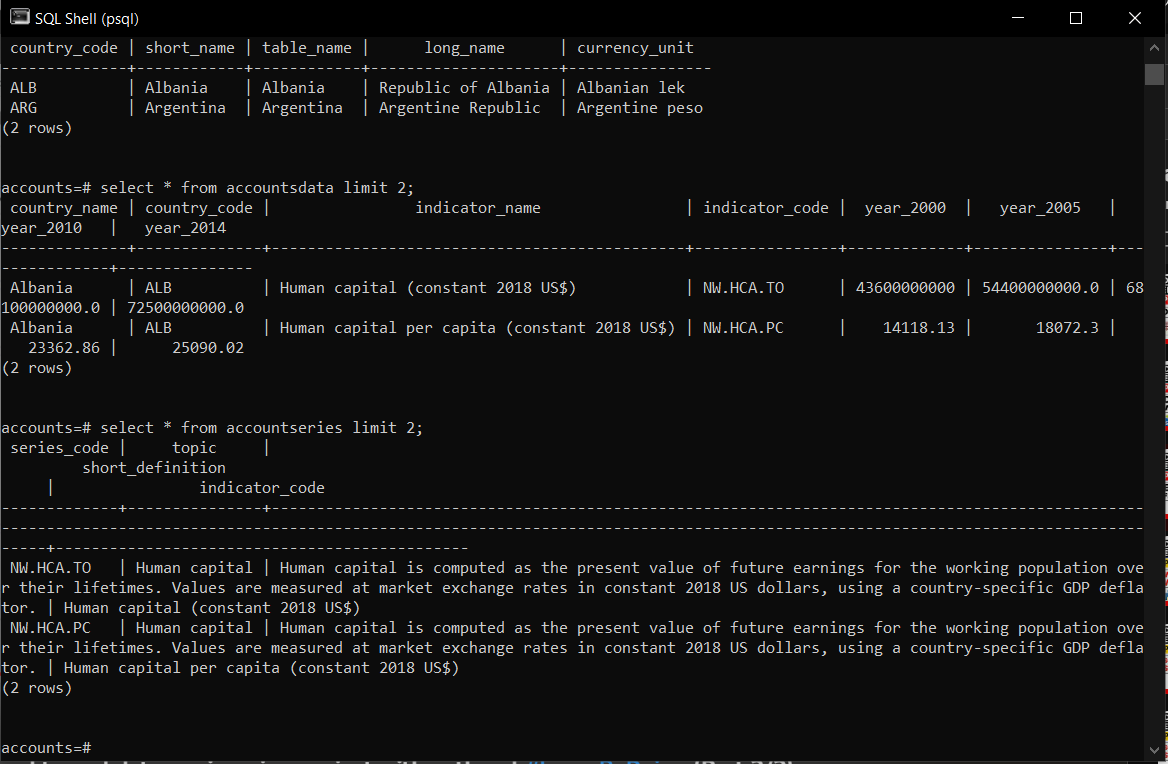 SQL Shell (psql)
country_code | short_name | table_name | long_name | currency_unit
--------------+------------+------------+---------------------+----------------
ALB | Albania | Albania | Republic of Albania | Albanian lek
ARG | Argentina | Argentina | Argentine Republic | Argentine peso
(2 rows)
accounts=# select * from accountsdata limit 2;
country_name | country_code | indicator_name | indicator_code | year_2000 | year_2005 |
year_2010 | year_2014
--------------+--------------+----------------------------------------------+----------------+-------------+---------------+---
------------+---------------
Albania | ALB | Human capital (constant 2018 US$) | NW.HCA.TO | 43600000000 | 54400000000.0 | 68
100000000.0 | 72500000000.0
Albania | ALB | Human capital per capita (constant 2018 US$) | NW.HCA.PC | 14118.13 | 18072.3 |
23362.86 | 25090.02
(2 rows)
accounts=# select * from accountseries limit 2;
series_code | topic |
short_definition
| indicator_code
-------------+---------------+-------------------------------------------------------------------------------------------------
-------------------------------------------------------------------------------------------------------------------------------
-----+----------------------------------------------
NW.HCA.TO | Human capital | Human capital is computed as the present value of future earnings for the working population ove
r their lifetimes. Values are measured at market exchange rates in constant 2018 US dollars, using a country-specific GDP defla
tor. | Human capital (constant 2018 US$)
NW.HCA.PC | Human capital | Human capital is computed as the present value of future earnings for the working population ove
r their lifetimes. Values are measured at market exchange rates in constant 2018 US dollars, using a country-specific GDP defla
tor. | Human capital per capita (constant 2018 US$)
(2 rows)
accounts=#